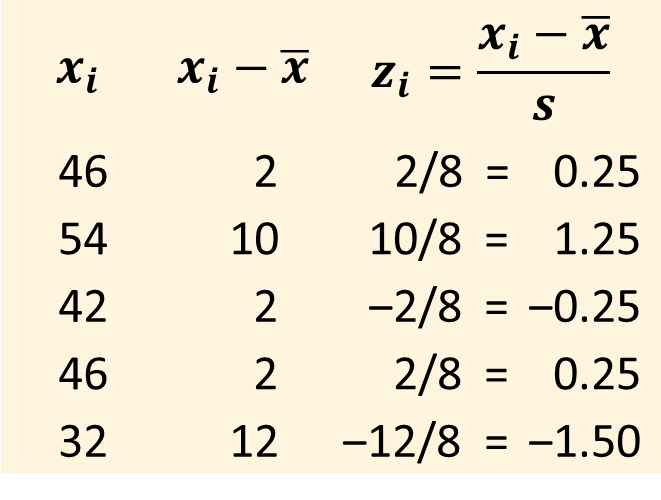 xᵢ xᵢ − x̅ zᵢ = (xᵢ − x̅)/s
46 2 2/8 = 0.25
54 10 10/8 = 1.25
42 2 –2/8 = –0.25
46 2 2/8 = 0.25
32 12 –12/8 = –1.50